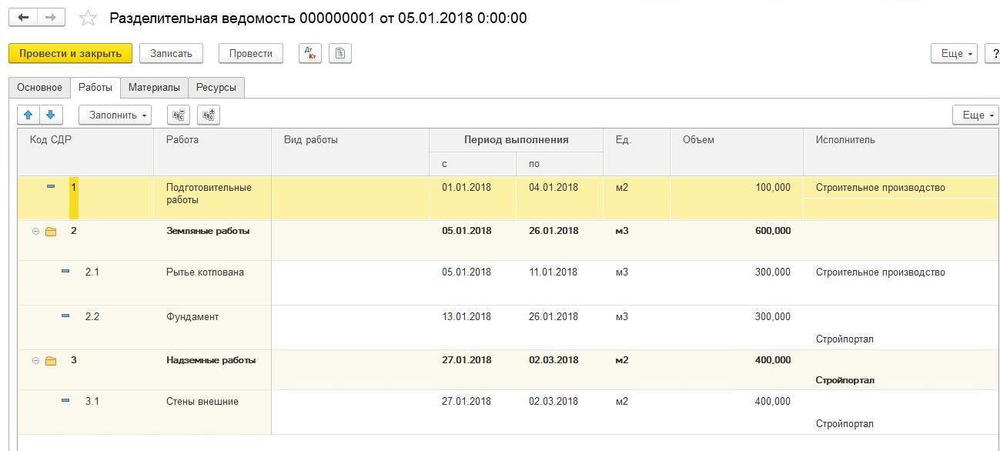 Разделительная ведомость 000000001 от 05.01.2018 0:00:00
Провести и закрыть Записать Провести Дт Кт Еще ?
Основное Работы Материалы Ресурсы
Заполнить Еще
Код СДР Работа Вид работы Период выполнения Ед. Объем Исполнитель
с по
1 Подготовительные 01.01.2018 04.01.2018 м2 100,000 Строительное производство
работы
2 Земляные работы 05.01.2018 26.01.2018 м3 600,000
2.1 Рытье котлована 05.01.2018 11.01.2018 м3 300,000 Строительное производство
2.2 Фундамент 13.01.2018 26.01.2018 м3 300,000
Стройпортал
3 Надземные работы 27.01.2018 02.03.2018 м2 400,000
Стройпортал
3.1 Стены внешние 27.01.2018 02.03.2018 м2 400,000
Стройпортал